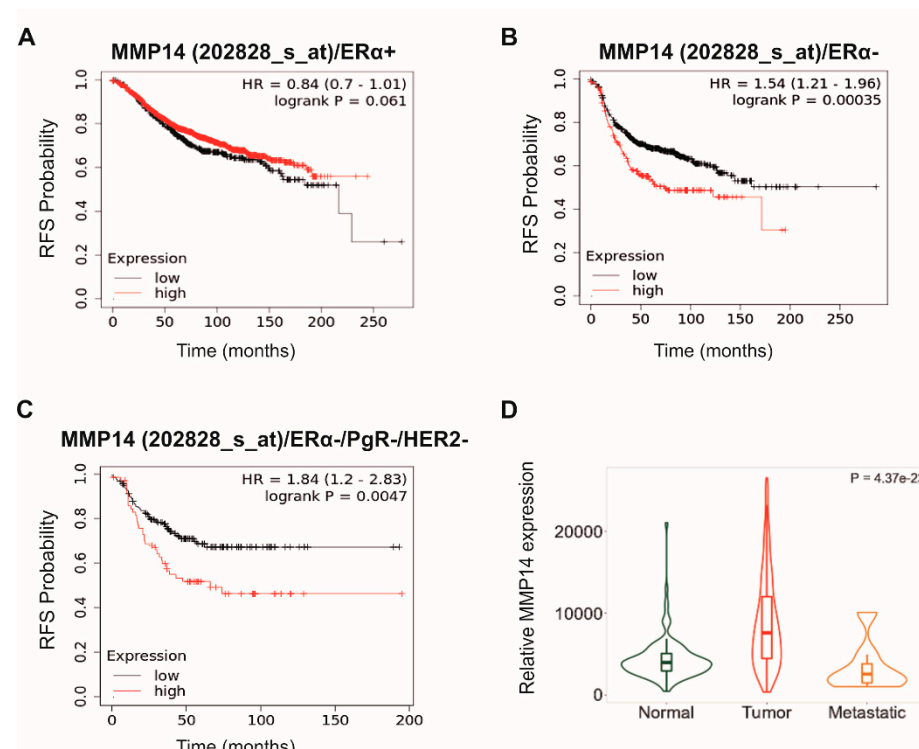 A
MMP14 (202828_s_at)/ERα+
HR = 0.84 (0.7 - 1.01)
logrank P = 0.061
RFS Probability
1.0
0.8
0.6
0.4
0.2
0.0
Expression
low
high
0 50 100 150 200 250
Time (months)
B
MMP14 (202828_s_at)/ERα-
HR = 1.54 (1.21 - 1.96)
logrank P = 0.00035
RFS Probability
1.0
0.8
0.6
0.4
0.2
0.0
Expression
low
high
0 50 100 150 200 250
Time (months)
C
MMP14 (202828_s_at)/ERα-/PgR-/HER2-
HR = 1.84 (1.2 - 2.83)
logrank P = 0.0047
RFS Probability
1.0
0.8
0.6
0.4
0.2
0.0
Expression
low
high
0 50 100 150 200
Time (months)
D
P = 4.37e-2
Relative MMP14 expression
20000
10000
0
Normal Tumor Metastatic